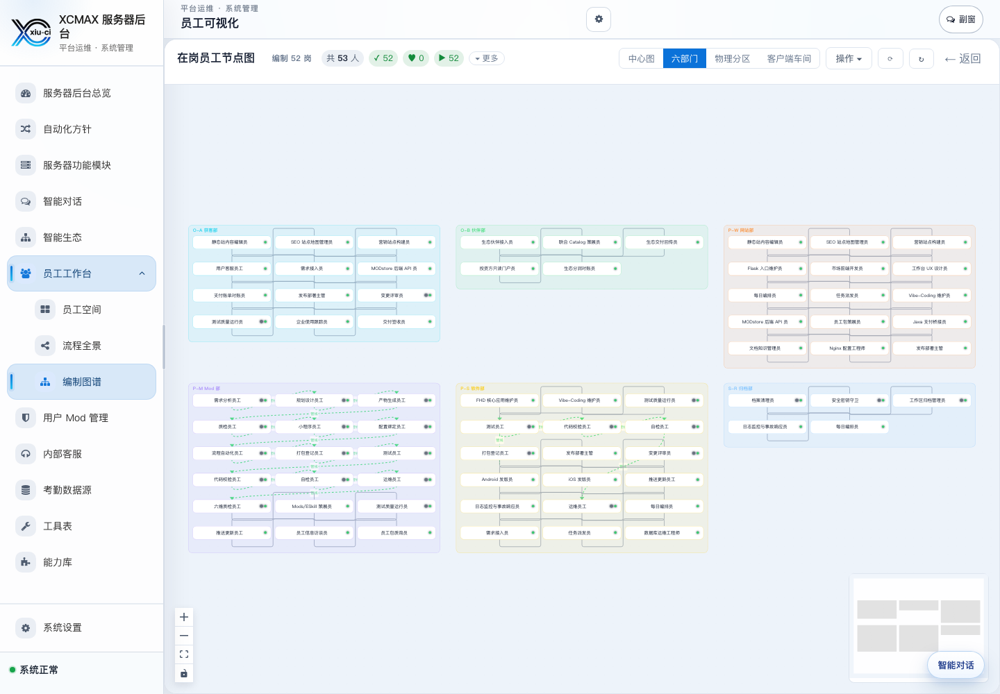 xiu-ci
XCMAX 服务器后台
平台运维 · 系统管理
服务器后台总览
自动化方针
服务器功能模块
智能对话
智能生态
员工工作台
员工空间
流程全景
编制图谱
用户 Mod 管理
内部客服
考勤数据源
工具表
能力库
系统设置
系统正常
平台运维 · 系统管理
员工可视化
副窗
在岗员工节点图
编制 52 岗
共 53 人
✓ 52
♥ 0
▶ 52
更多
中心图
六部门
物理分区
客户端车间
操作
← 返回
O-A 获客部
静态站内容编辑员
SEO 站点地图管理员
营销站点构建员
用户客服员工
需求接入员
MODstore 后端 API 员
支付账单对账员
发布部署主管
变更评审员
测试质量运行员
企业使用跟踪员
交付签收员
O-B 伙伴部
生态伙伴接入员
联合 Catalog 策展员
生态交付回传员
投资方只读门户员
生态分润对账员
P-W 网站部
静态站内容编辑员
SEO 站点地图管理员
营销站点构建员
Flask 入口维护员
市场前端开发员
工作台 UX 设计员
每日编排员
任务派发员
Vibe-Coding 维护员
MODstore 后端 API 员
员工包策展员
Java 支付桥接员
文档知识管理员
Nginx 配置工程师
发布部署主管
P-M Mod 部
需求分析员工
规划设计员工
产物生成员工
质检员工
小程序员工
配置绑定员工
流程自动化员工
打包登记员工
测试员工
代码校验员工
自检员工
运维员工
六维质检员工
Mods/ESkill 策展员
测试质量运行员
推送更新员工
员工信息访谈员
员工包质询员
P-S 软件部
FHD 核心应用维护员
Vibe-Coding 维护员
测试质量运行员
测试员工
代码校验员工
自检员工
打包登记员工
发布部署主管
变更评审员
Android 发版员
iOS 发版员
推送更新员工
日志监控与事故响应员
运维员工
每日编排员
需求接入员
任务派发员
数据库运维工程师
S-R 归档部
档案清理员
安全密钥守卫
工作区归档管理员
日志监控与事故响应员
每日编排员
智能对话